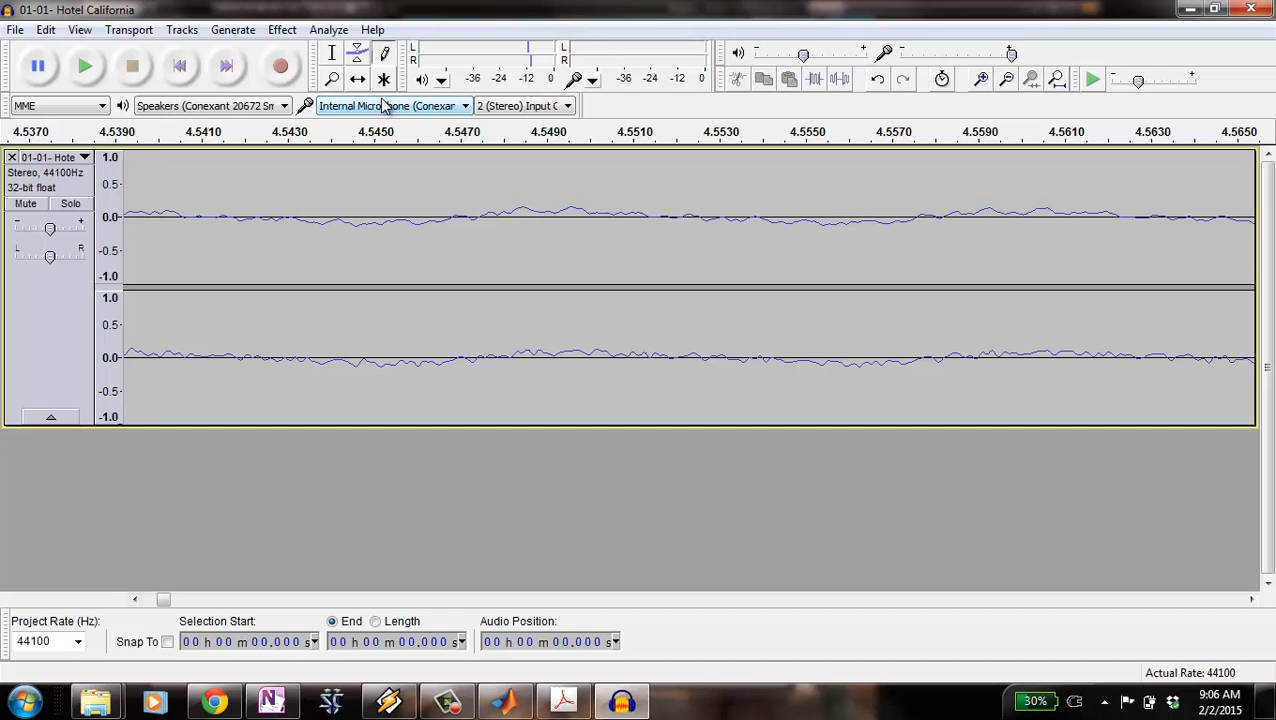 01-01- Hotel California
File Edit View Transport Tracks Generate Effect Analyze Help
L
R
-36 -24 -12 0
L
R
-36 -24 -12 0
MME
Speakers (Conexant 20672 Sm
Internal Microphone (Conexar
2 (Stereo) Input C
4.5370 4.5390 4.5410 4.5430 4.5450 4.5470 4.5490 4.5510 4.5530 4.5550 4.5570 4.5590 4.5610 4.5630 4.5650
01-01- Hote
Stereo, 44100Hz
32-bit float
Mute Solo
- +
L R
1.0
0.5
0.0
-0.5
-1.0
1.0
0.5
0.0
-0.5
-1.0
Project Rate (Hz): Selection Start: End Length Audio Position:
44100 Snap To 00 h 00 m 00.000 s 00 h 00 m 00.000 s 00 h 00 m 00.000 s
Actual Rate: 44100
30%
9:06 AM
2/2/2015